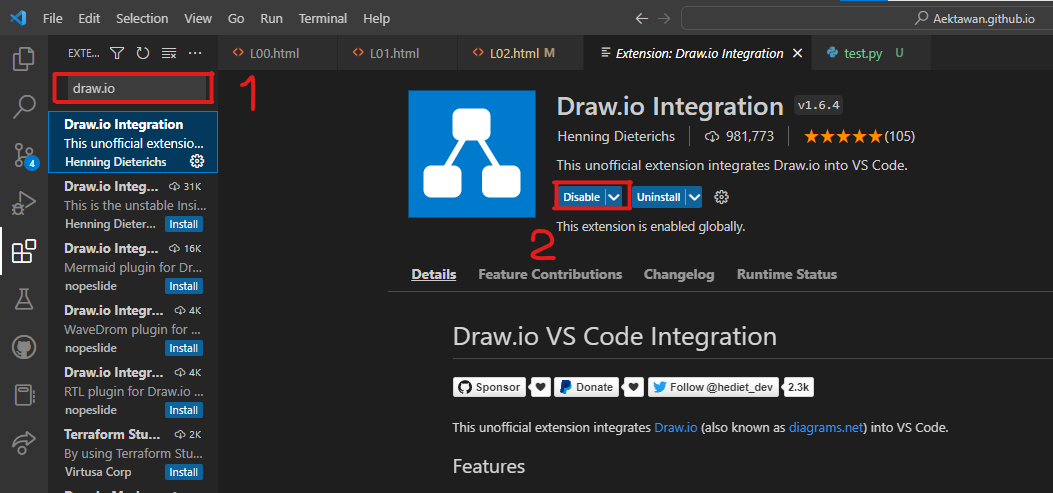 File Edit Selection View Go Run Terminal Help
Aektawan.github.io
EXTE...
L00.html
L01.html
L02.html M
Extension: Draw.io Integration
test.py U
draw.io
1
Draw.io Integration
This unofficial extensio...
Henning Dieterichs
4
Draw.io Integ... 31K
This is the unstable Insi...
Henning Dieter... Install
Draw.io Integ... 16K
Mermaid plugin for Dr...
nopeslide Install
Draw.io Integr... 4K
WaveDrom plugin for ...
nopeslide Install
Draw.io Integr... 4K
RTL plugin for Draw.io ...
nopeslide Install
Terraform Stu... 2K
By using Terraform Stu...
Virtusa Corp Install
Draw.io Integration v1.6.4
Henning Dieterichs 981,773 (105)
This unofficial extension integrates Draw.io into VS Code.
Disable Uninstall
This extension is enabled globally.
2
Details Feature Contributions Changelog Runtime Status
Draw.io VS Code Integration
Sponsor Donate Follow @hediet_dev 2.3k
This unofficial extension integrates Draw.io (also known as diagrams.net) into VS Code.
Features